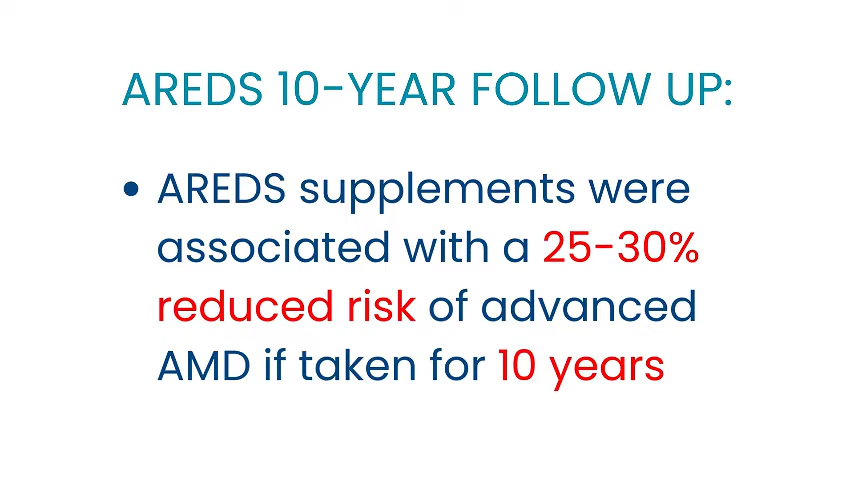 AREDS 10-YEAR FOLLOW UP:
• AREDS supplements were
associated with a 25-30%
reduced risk of advanced
AMD if taken for 10 years